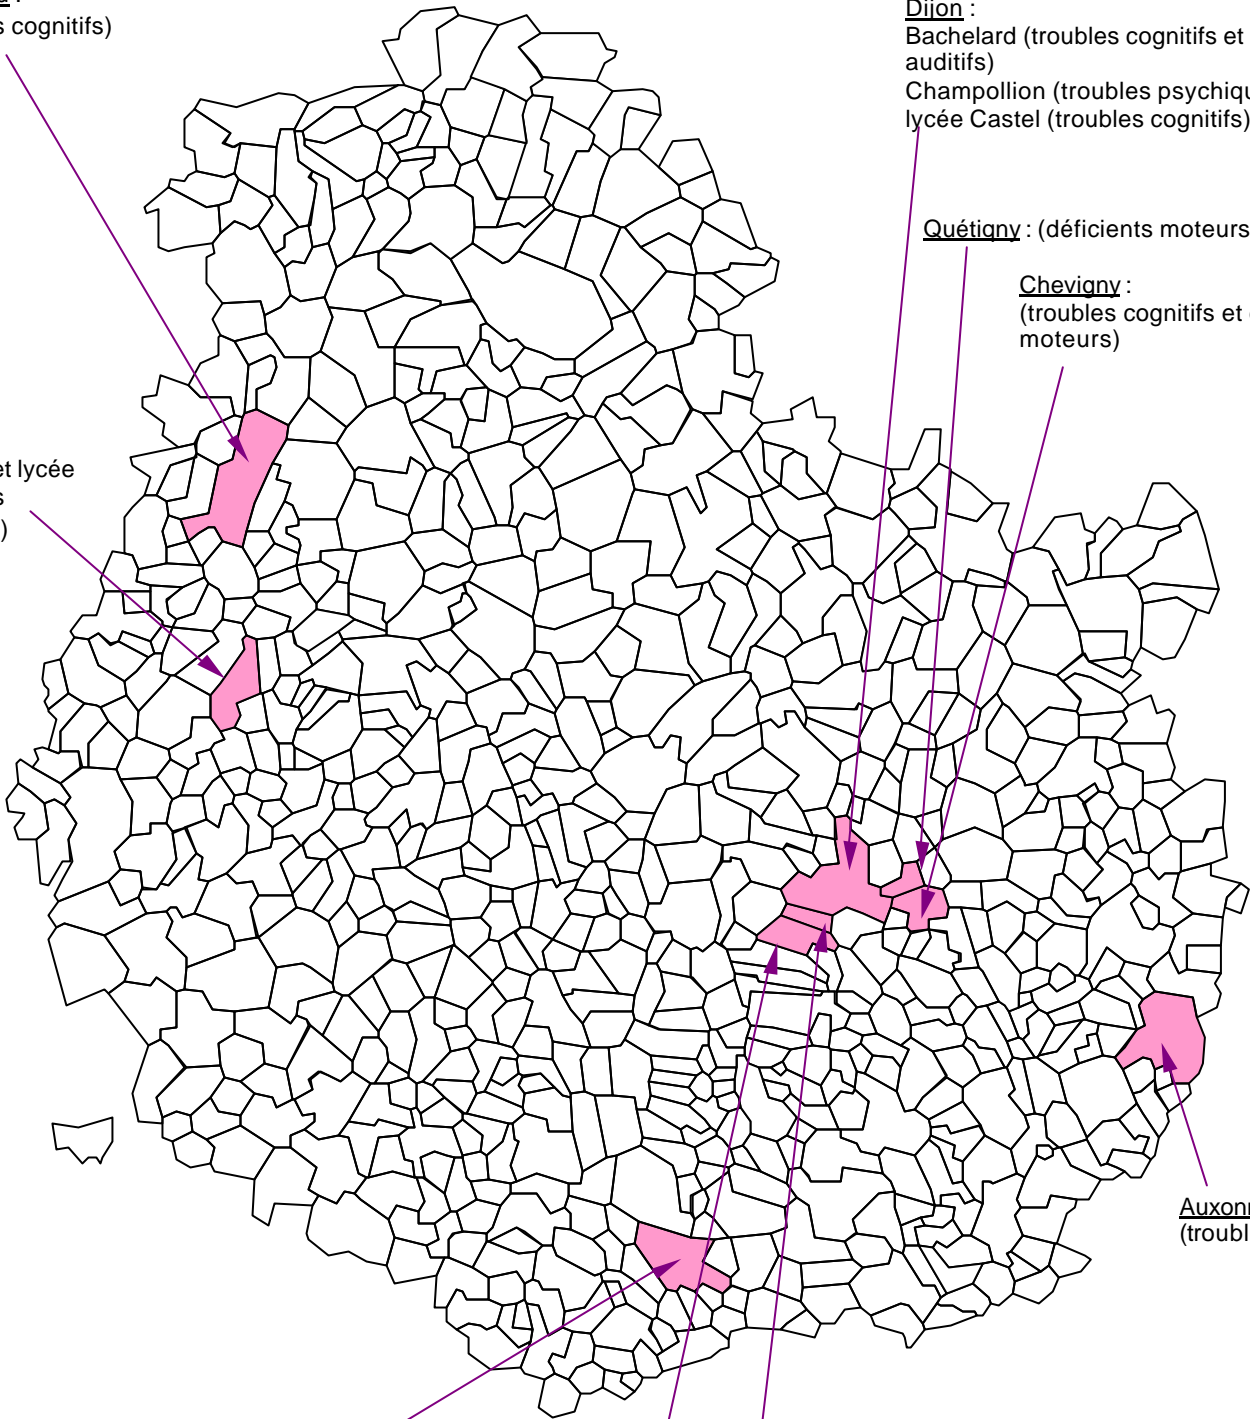 s cognitifs)
Dijon :
Bachelard (troubles cognitifs et
auditifs)
Champollion (troubles psychiqu
lycée Castel (troubles cognitifs)
Quétigny : (déficients moteurs
Chevigny :
(troubles cognitifs et
moteurs)
et lycée
s
)
Auxonn
(troubl